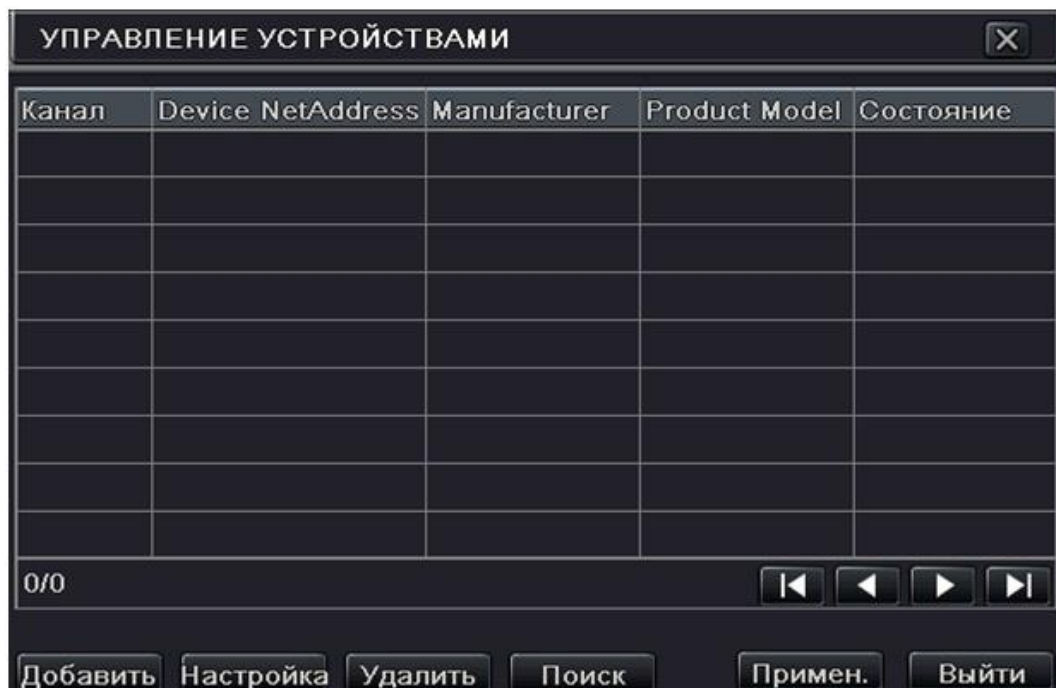 УПРАВЛЕНИЕ УСТРОЙСТВАМИ
Канал Device NetAddress Manufacturer Product Model Состояние
0/0
Добавить Настройка Удалить Поиск Примен. Выйти